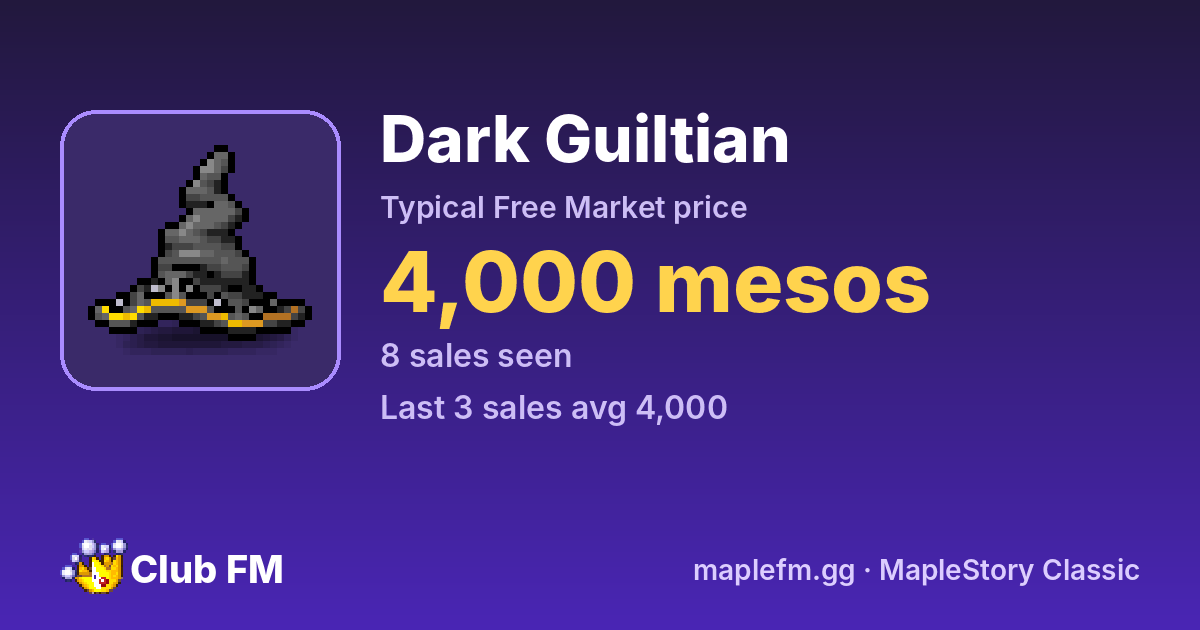 Dark Guiltian
Typical Free Market price
4,000 mesos
8 sales seen
Last 3 sales avg 4,000
Club FM
maplefm.gg · MapleStory Classic